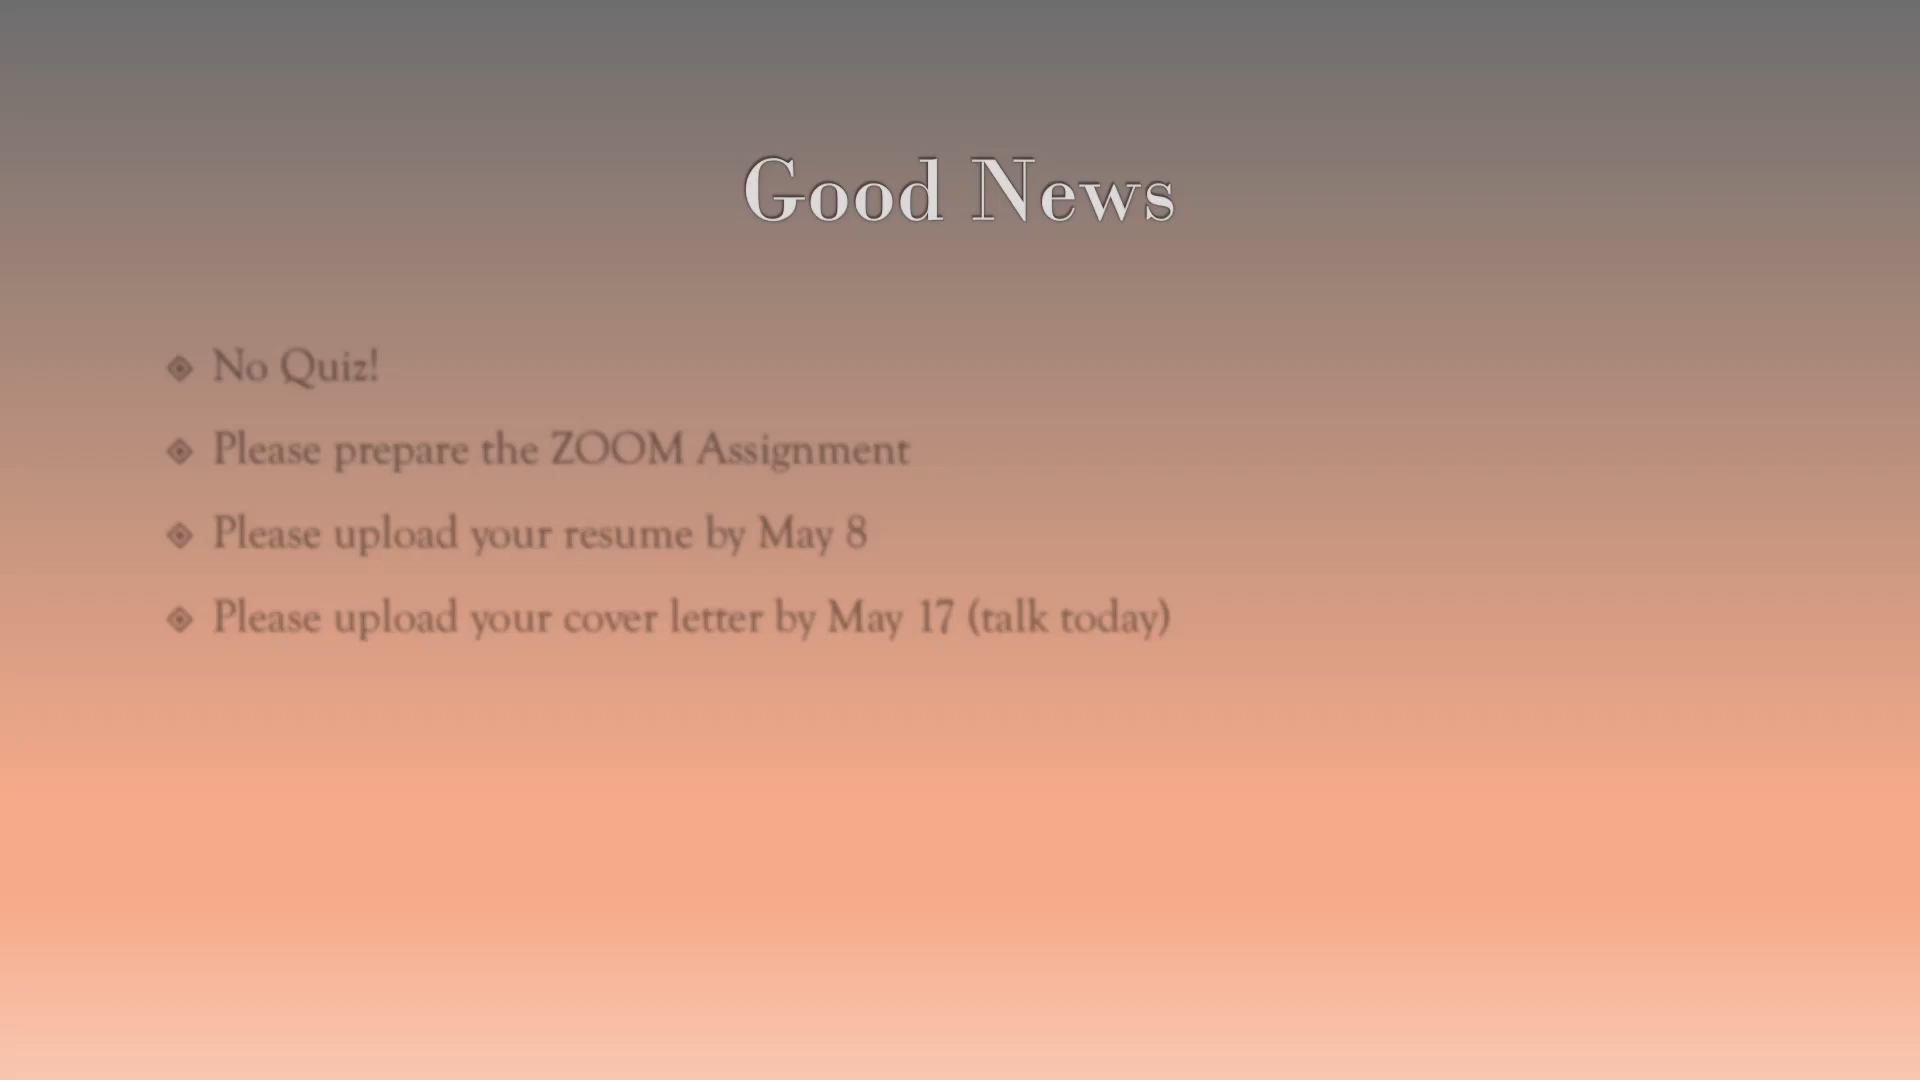 Good News
No Quiz!
Please prepare the ZOOM Assignment
Please upload your resume by May 8
Please upload your cover letter by May 17 (talk today)